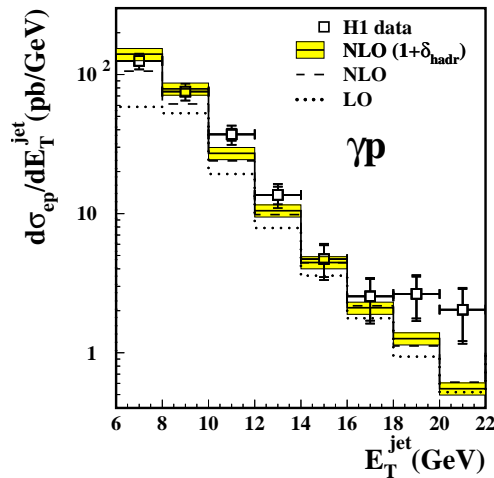 H1 data
NLO (1+δhadr)
NLO
LO
γp
dσep/dETjet (pb/GeV)
10²
10
1
6 8 10 12 14 16 18 20 22
ETjet (GeV)